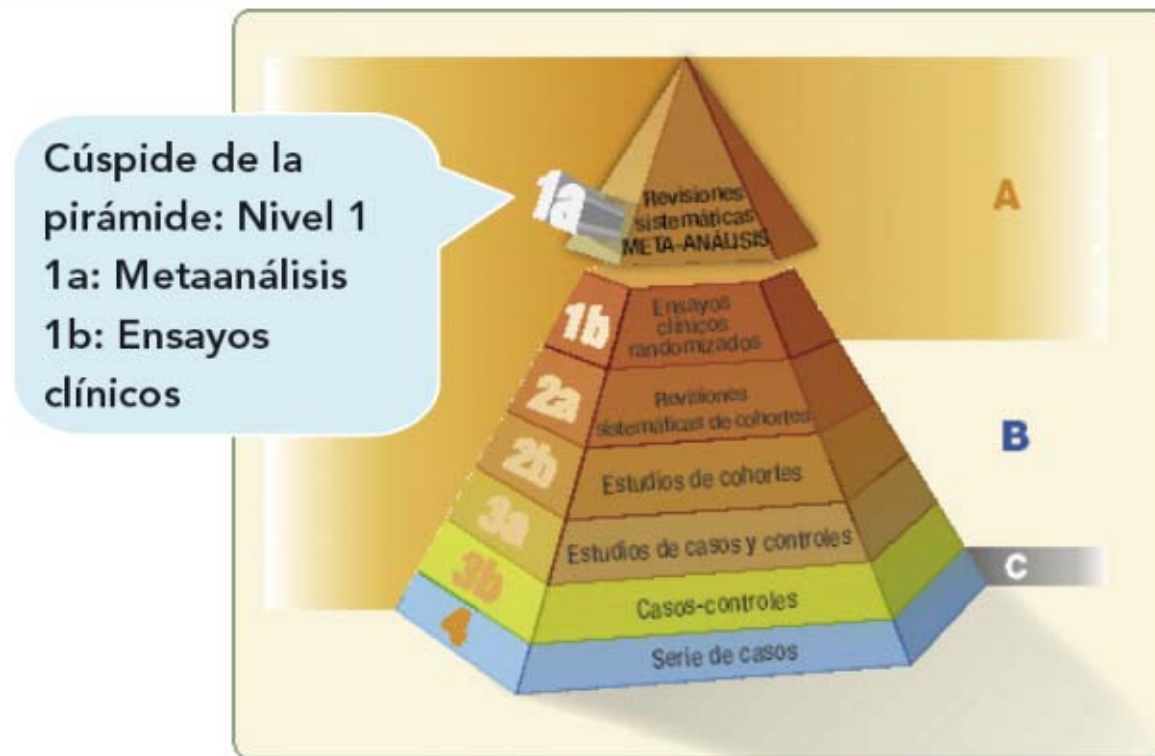 Cúspide de la
pirámide: Nivel 1
1a: Metaanálisis
1b: Ensayos
clínicos
1a
Revisiones
sistemáticas
META-ANÁLISIS
A
1b
Ensayos
clínicos
randomizados
2a
Revisiones
sistemáticas de cohortes
B
2b
Estudios de cohortes
3a
Estudios de casos y controles
C
3b
Casos-controles
4
Serie de casos